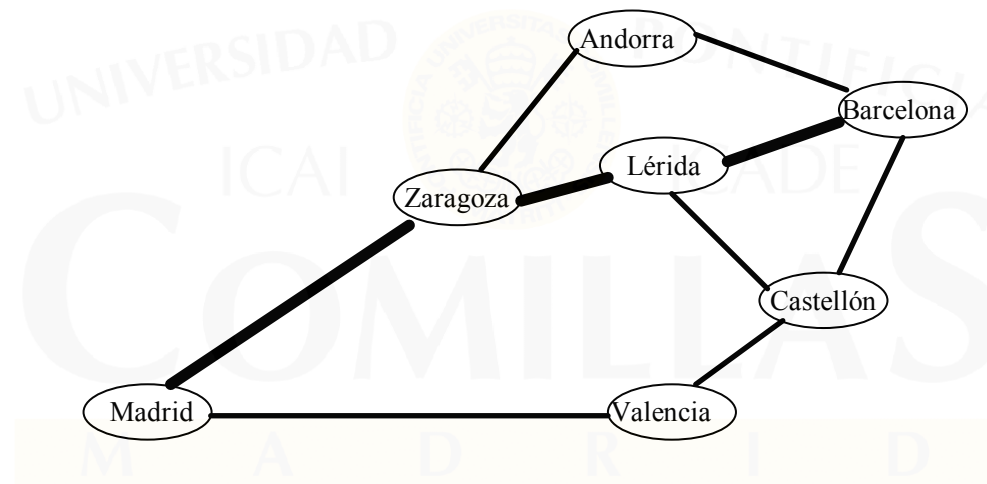 UNIVERSIDAD PONTIFICIA
ICAI ICADE
COMILLAS
M A D R I D
Andorra
Barcelona
Lérida
Zaragoza
Castellón
Madrid
Valencia